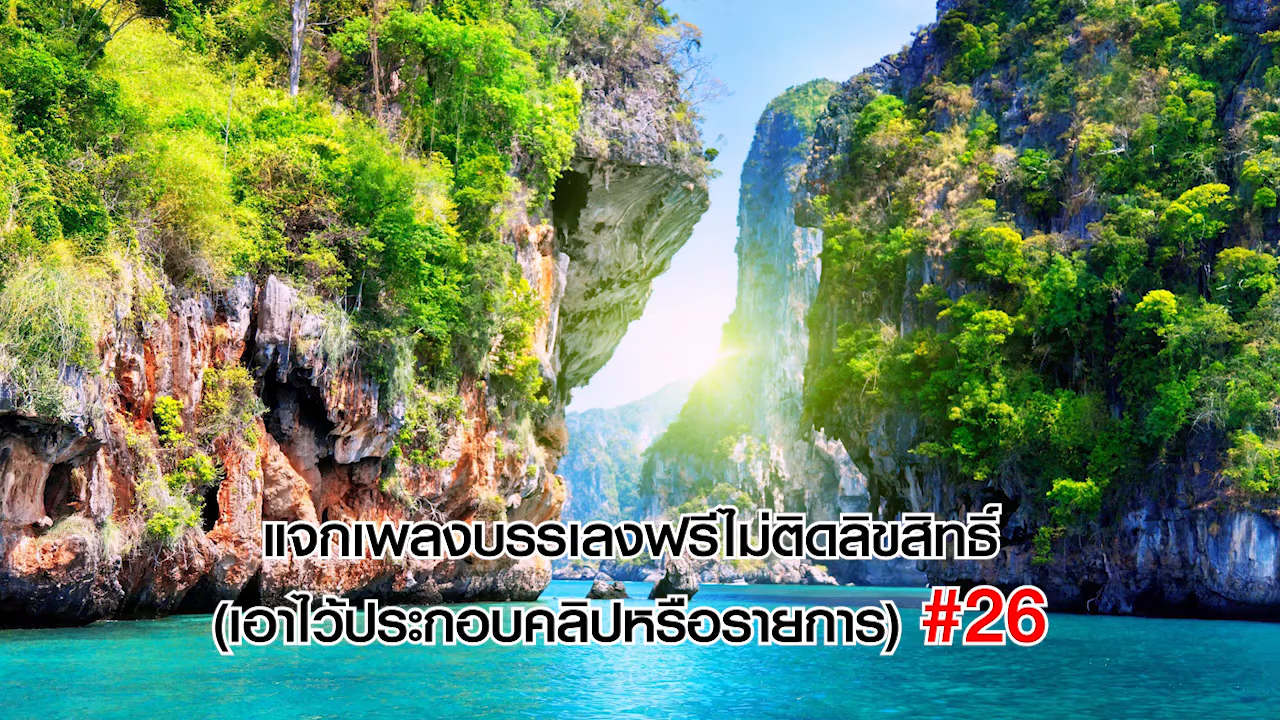 แจกเพลงบรรเลงฟรีไม่ติดลิขสิทธิ์
(เอาไว้ประกอบคลิปหรือรายการ) #26